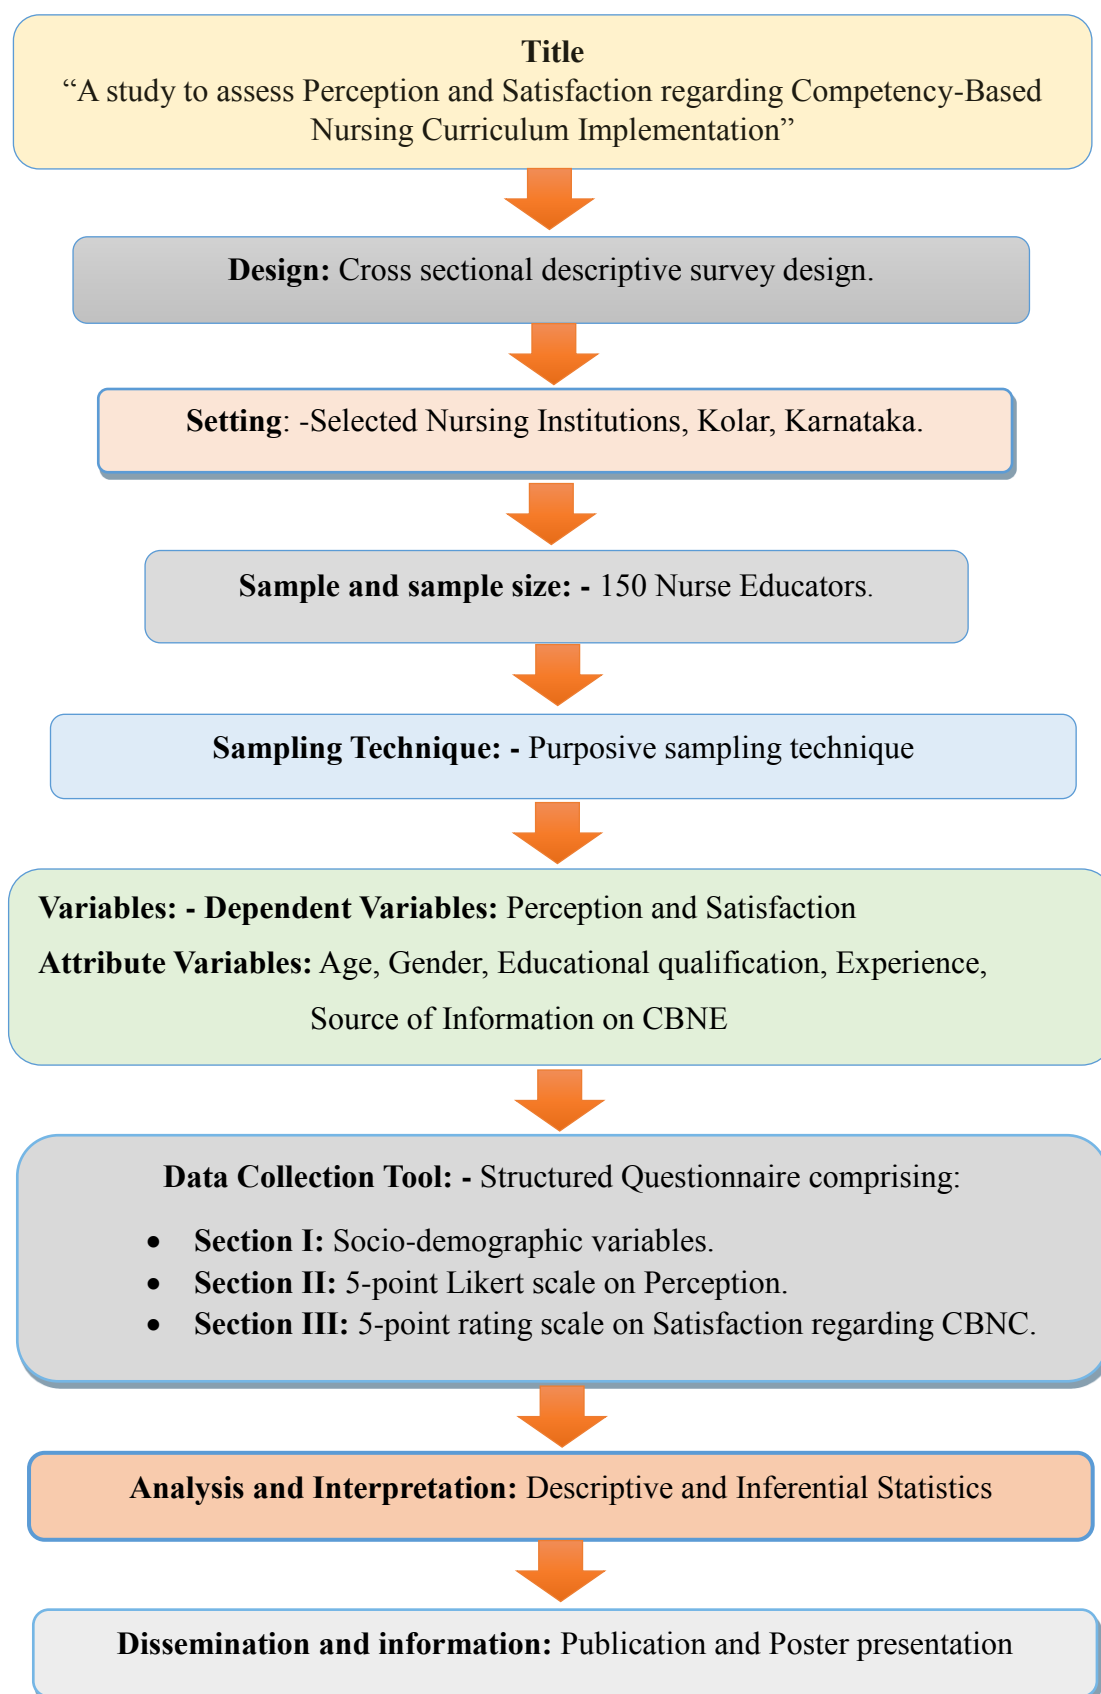 Title
“A study to assess Perception and Satisfaction regarding Competency-Based
Nursing Curriculum Implementation”
Design: Cross sectional descriptive survey design.
Setting: -Selected Nursing Institutions, Kolar, Karnataka.
Sample and sample size: - 150 Nurse Educators.
Sampling Technique: - Purposive sampling technique
Variables: - Dependent Variables: Perception and Satisfaction
Attribute Variables: Age, Gender, Educational qualification, Experience,
Source of Information on CBNE
Data Collection Tool: - Structured Questionnaire comprising:
• Section I: Socio-demographic variables.
• Section II: 5-point Likert scale on Perception.
• Section III: 5-point rating scale on Satisfaction regarding CBNC.
Analysis and Interpretation: Descriptive and Inferential Statistics
Dissemination and information: Publication and Poster presentation